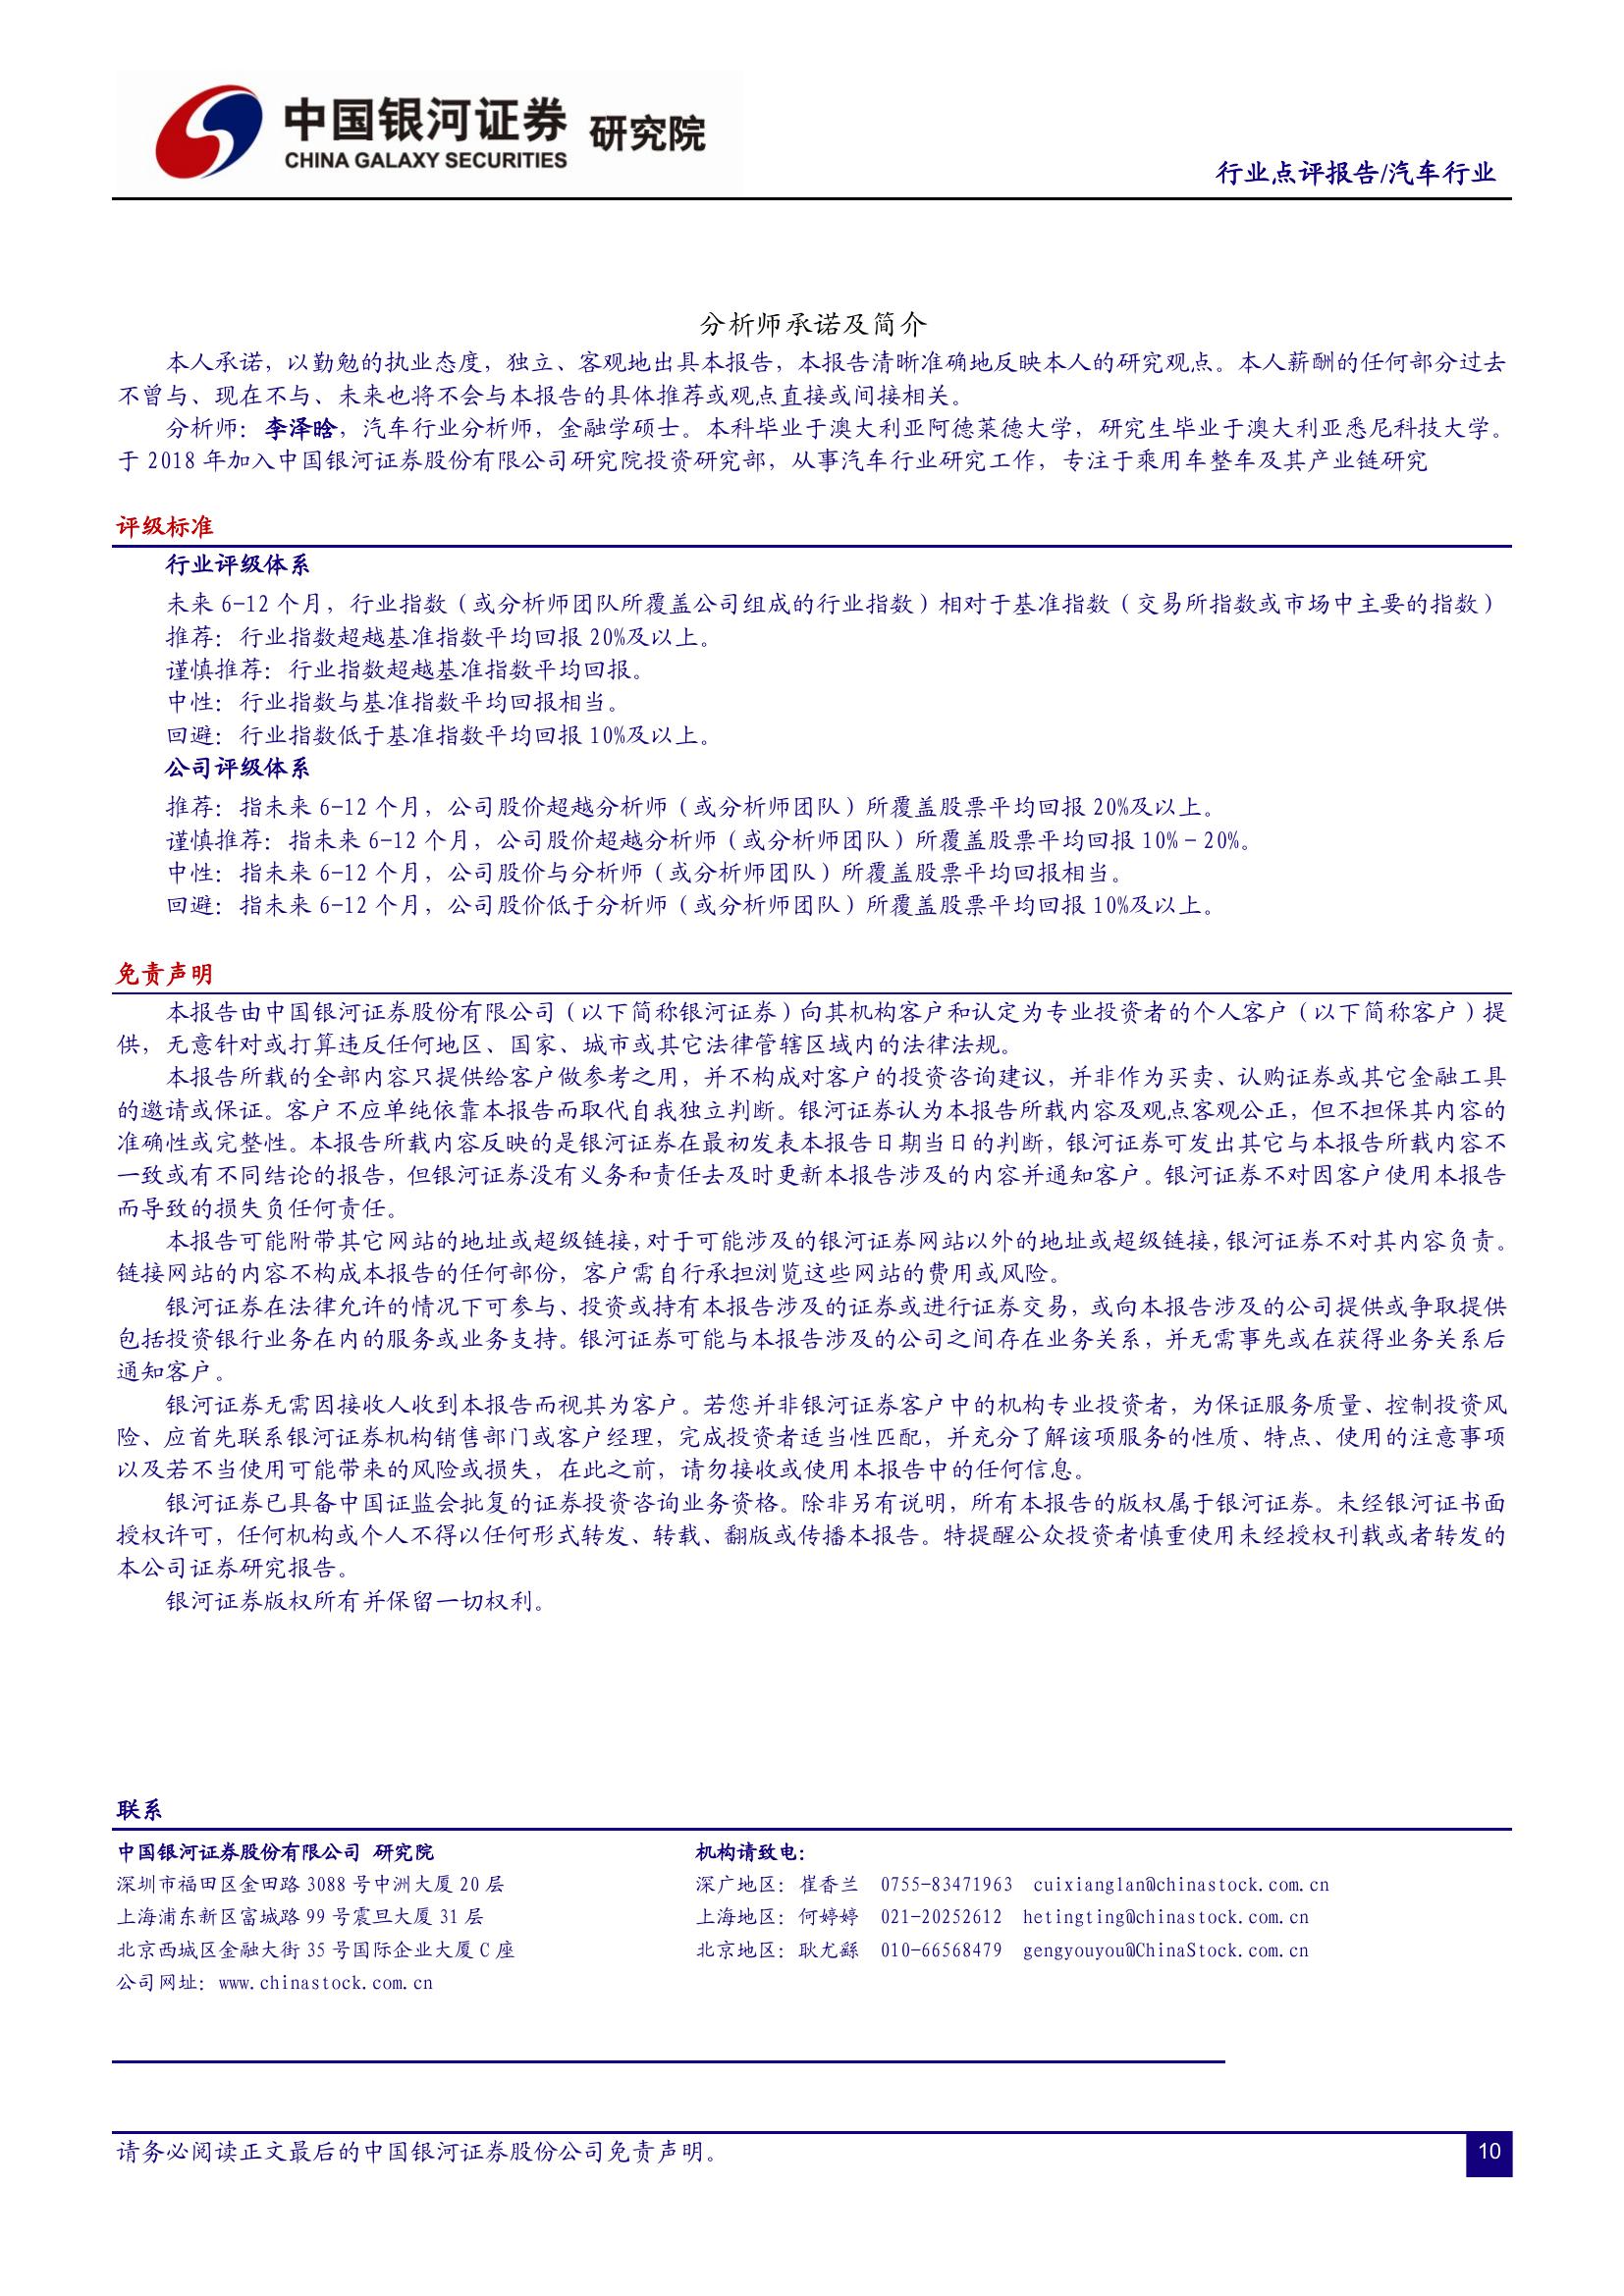 中国银河证券 研究院
CHINA GALAXY SECURITIES
行业点评报告/汽车行业
分析师承诺及简介
本人承诺，以勤勉的执业态度，独立、客观地出具本报告，本报告清晰准确地反映本人的研究观点。本人薪酬的任何部分过去
不曾与、现在不与、未来也将不会与本报告的具体推荐或观点直接或间接相关。
分析师：李泽晗，汽车行业分析师，金融学硕士。本科毕业于澳大利亚阿德莱德大学，研究生毕业于澳大利亚悉尼科技大学。
于 2018 年加入中国银河证券股份有限公司研究院投资研究部，从事汽车行业研究工作，专注于乘用车整车及其产业链研究
评级标准
行业评级体系
未来 6-12 个月，行业指数（或分析师团队所覆盖公司组成的行业指数）相对于基准指数（交易所指数或市场中主要的指数）
推荐：行业指数超越基准指数平均回报 20%及以上。
谨慎推荐：行业指数超越基准指数平均回报。
中性：行业指数与基准指数平均回报相当。
回避：行业指数低于基准指数平均回报 10%及以上。
公司评级体系
推荐：指未来 6-12 个月，公司股价超越分析师（或分析师团队）所覆盖股票平均回报 20%及以上。
谨慎推荐：指未来 6-12 个月，公司股价超越分析师（或分析师团队）所覆盖股票平均回报 10%-20%。
中性：指未来 6-12 个月，公司股价与分析师（或分析师团队）所覆盖股票平均回报相当。
回避：指未来 6-12 个月，公司股价低于分析师（或分析师团队）所覆盖股票平均回报 10%及以上。
免责声明
本报告由中国银河证券股份有限公司（以下简称银河证券）向其机构客户和认定为专业投资者的个人客户（以下简称客户）提
供，无意针对或打算违反任何地区、国家、城市或其它法律管辖区域内的法律法规。
本报告所载的全部内容只提供给客户做参考之用，并不构成对客户的投资咨询建议，并非作为买卖、认购证券或其它金融工具
的邀请或保证。客户不应单纯依靠本报告而取代自我独立判断。银河证券认为本报告所载内容及观点客观公正，但不担保其内容的
准确性或完整性。本报告所载内容反映的是银河证券在最初发表本报告日期当日的判断，银河证券可发出其它与本报告所载内容不
一致或有不同结论的报告，但银河证券没有义务和责任去及时更新本报告涉及的内容并通知客户。银河证券不对因客户使用本报告
而导致的损失负任何责任。
本报告可能附带其它网站的地址或超级链接，对于可能涉及的银河证券网站以外的地址或超级链接，银河证券不对其内容负责。
链接网站的内容不构成本报告的任何部份，客户需自行承担浏览这些网站的费用或风险。
银河证券在法律允许的情况下可参与、投资或持有本报告涉及的证券或进行证券交易，或向本报告涉及的公司提供或争取提供
包括投资银行业务在内的服务或业务支持。银河证券可能与本报告涉及的公司之间存在业务关系，并无需事先或在获得业务关系后
通知客户。
银河证券无需因接收人收到本报告而视其为客户。若您并非银河证券客户中的机构专业投资者，为保证服务质量、控制投资风
险、应首先联系银河证券机构销售部门或客户经理，完成投资者适当性匹配，并充分了解该项服务的性质、特点、使用的注意事项
以及若不当使用可能带来的风险或损失，在此之前，请勿接收或使用本报告中的任何信息。
银河证券已具备中国证监会批复的证券投资咨询业务资格。除非另有说明，所有本报告的版权属于银河证券。未经银河证书面
授权许可，任何机构或个人不得以任何形式转发、转载、翻版或传播本报告。特提醒公众投资者慎重使用未经授权刊载或者转发的
本公司证券研究报告。
银河证券版权所有并保留一切权利。
联系
中国银河证券股份有限公司 研究院
机构请致电：
深圳市福田区金田路 3088 号中洲大厦 20 层
深广地区：崔香兰 0755-83471963 cuixianglan@chinastock.com.cn
上海浦东新区富城路 99 号震旦大厦 31 层
上海地区：何婷婷 021-20252612 hetingting@chinastock.com.cn
北京西城区金融大街 35 号国际企业大厦 C 座
北京地区：耿尤繇 010-66568479 gengyouyou@ChinaStock.com.cn
公司网址：www.chinastock.com.cn
请务必阅读正文最后的中国银河证券股份公司免责声明。
10